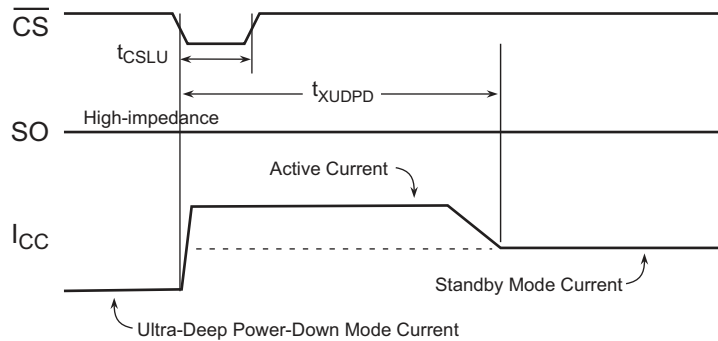 CS
tCSLU
tXUDPD
High-impedance
SO
Active Current
ICC
Standby Mode Current
Ultra-Deep Power-Down Mode Current